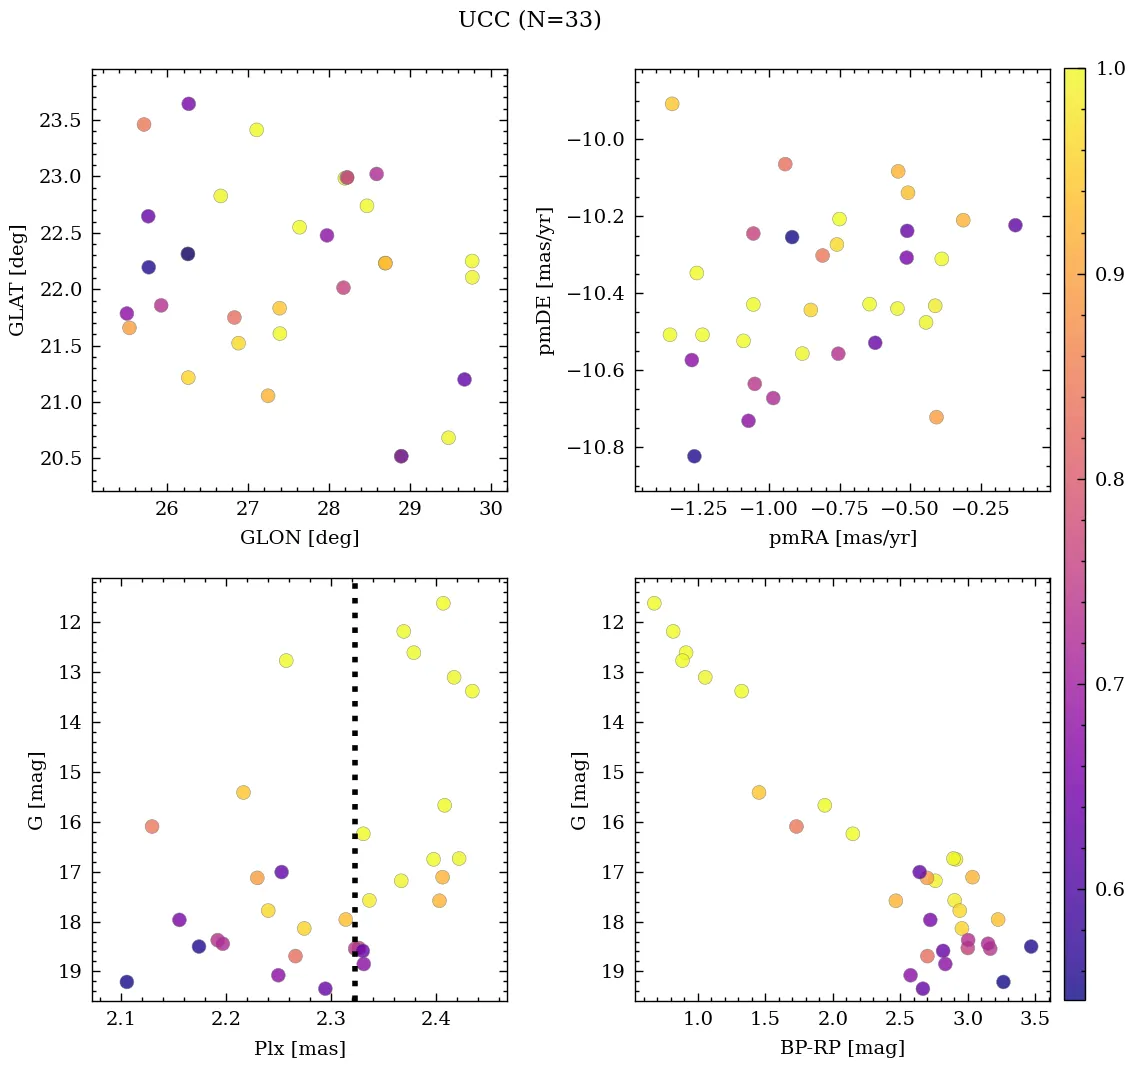 UCC (N=33)
23.5
23.0
22.5
22.0
21.5
21.0
20.5
GLAT [deg]
26 27 28 29 30
GLON [deg]
−10.0
−10.2
−10.4
−10.6
−10.8
pmDE [mas/yr]
−1.25 −1.00 −0.75 −0.50 −0.25
pmRA [mas/yr]
12
13
14
15
16
17
18
19
G [mag]
2.1 2.2 2.3 2.4
Plx [mas]
12
13
14
15
16
17
18
19
G [mag]
1.0 1.5 2.0 2.5 3.0 3.5
BP-RP [mag]
1.0
0.9
0.8
0.7
0.6